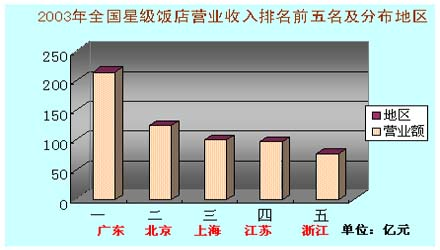 2003年全国星级饭店营业收入排名前五名及分布地区
250
200
150
100
50
0
一 二 三 四 五
广东 北京 上海 江苏 浙江 单位：亿元
地区
营业额